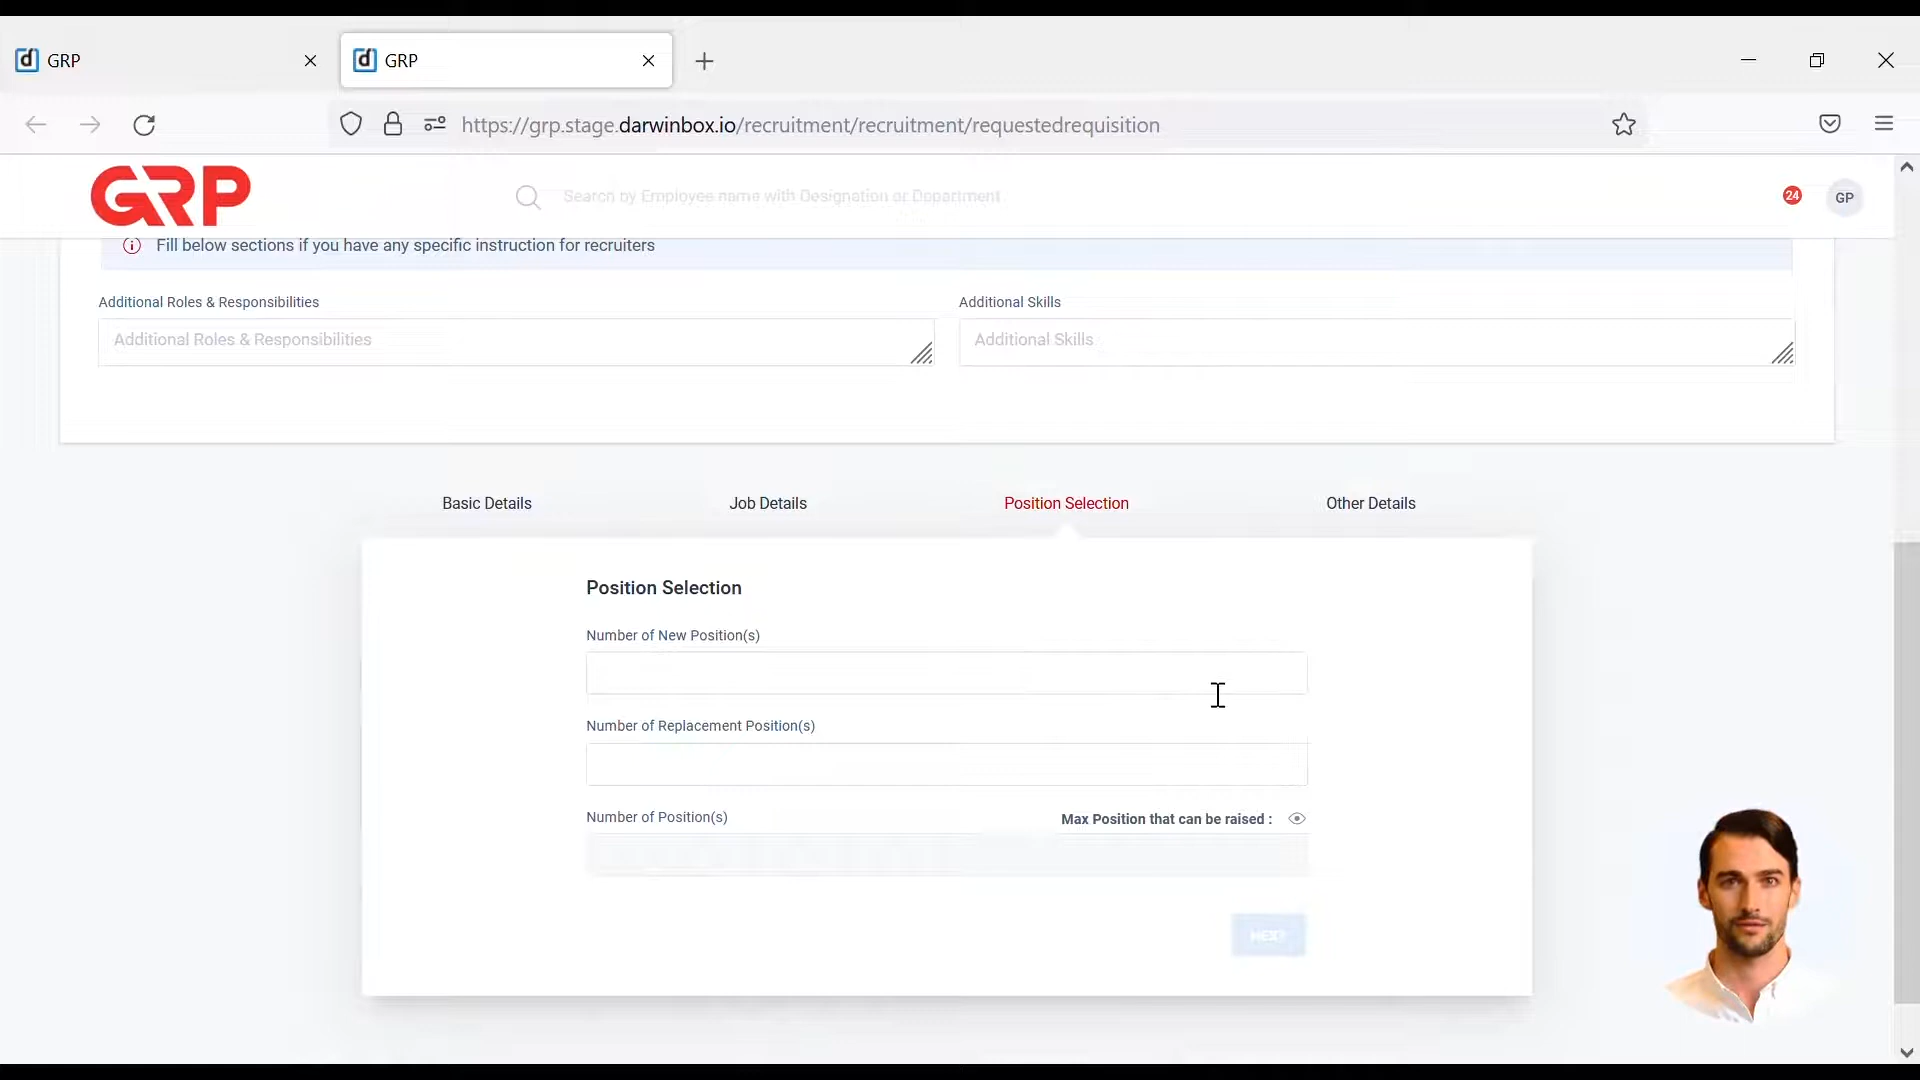 GRP
GRP
https://grp.stage.darwinbox.io/recruitment/recruitment/requestedrequisition
GRP
Search by Employee name with Designation or Department
24
GP
Fill below sections if you have any specific instruction for recruiters
Additional Roles & Responsibilities
Additional Skills
Additional Roles & Responsibilities
Additional Skills
Basic Details
Job Details
Position Selection
Other Details
Position Selection
Number of New Position(s)
Number of Replacement Position(s)
Number of Position(s)
Max Position that can be raised :
NEXT